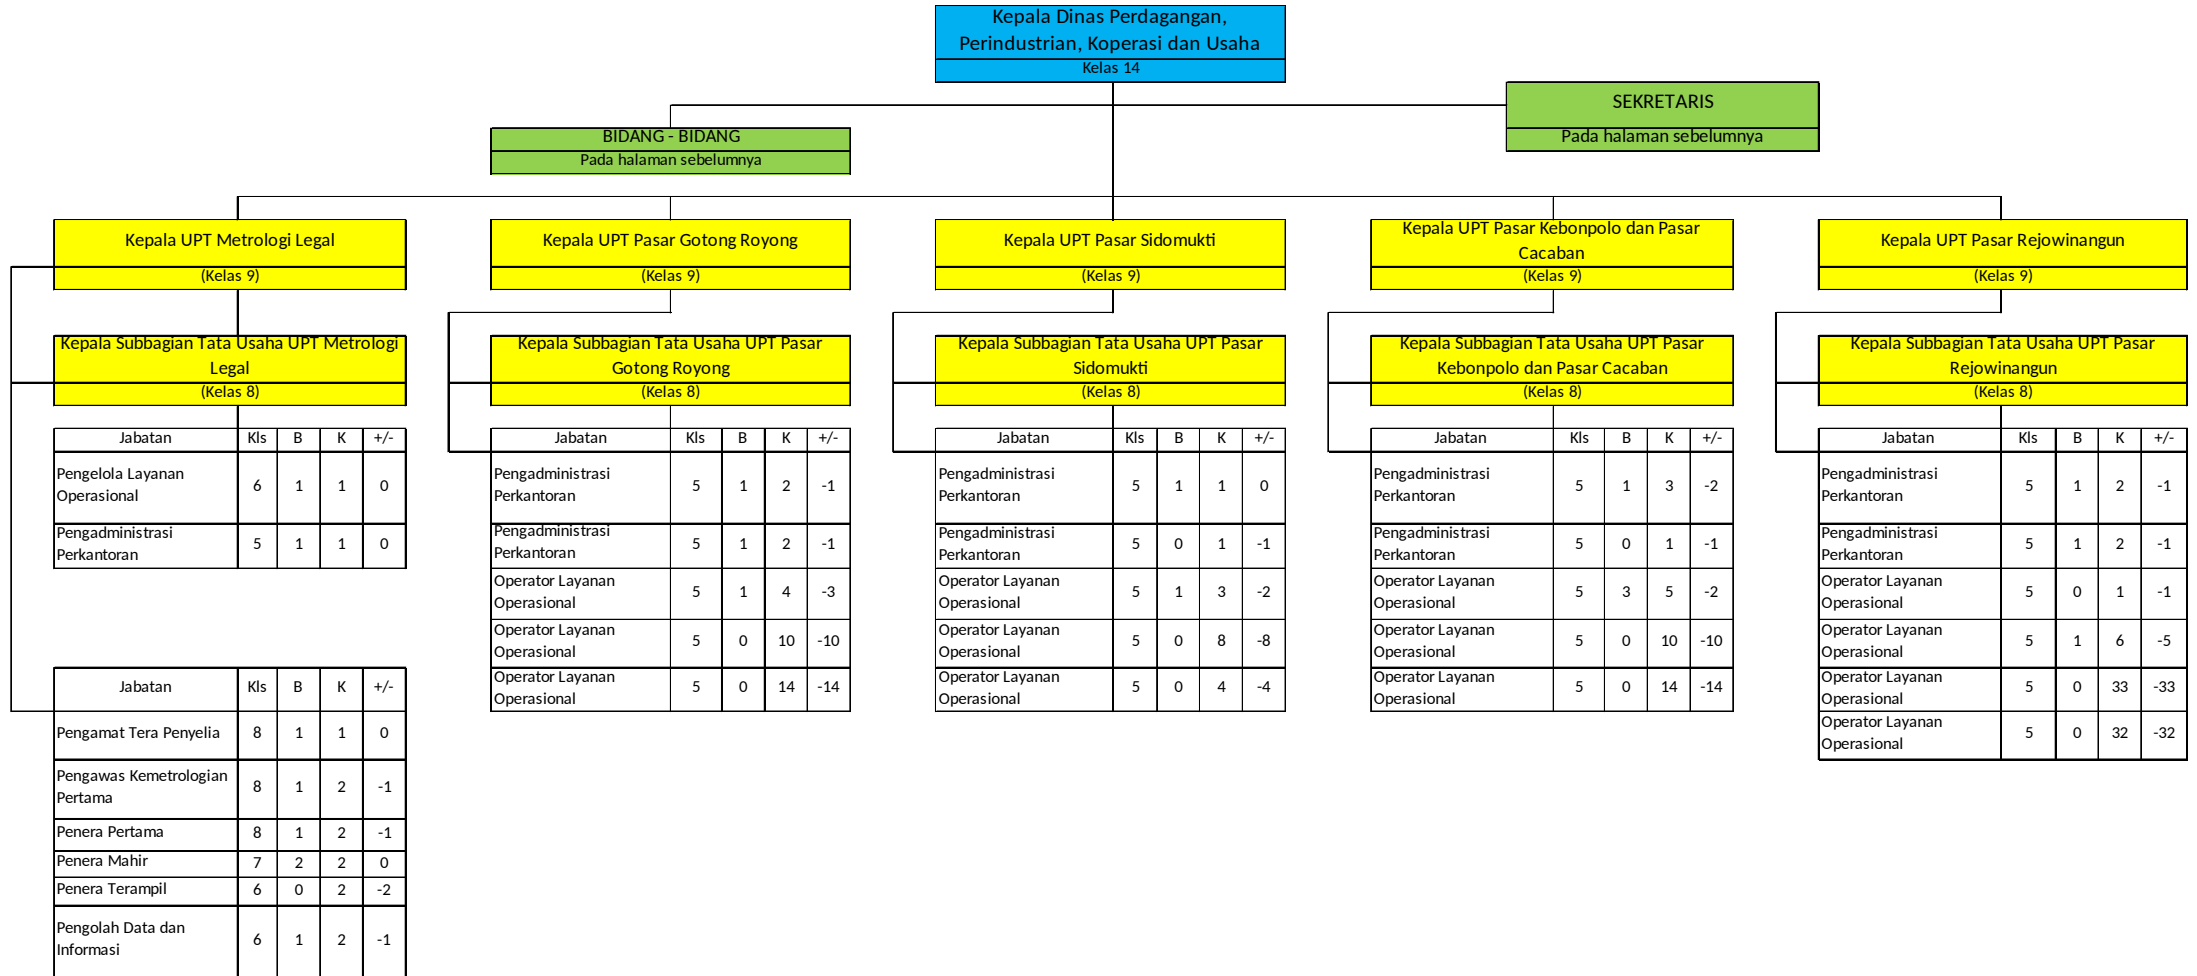 Kepala Dinas Perdagangan,
Perindustrian, Koperasi dan Usaha
Kelas 14
SEKRETARIS
Pada halaman sebelumnya
BIDANG - BIDANG
Pada halaman sebelumnya
Kepala UPT Metrologi Legal
(Kelas 9)
Kepala UPT Pasar Gotong Royong
(Kelas 9)
Kepala UPT Pasar Sidomukti
(Kelas 9)
Kepala UPT Pasar Kebonpolo dan Pasar
Cacaban
(Kelas 9)
Kepala UPT Pasar Rejowinangun
(Kelas 9)
Kepala Subbagian Tata Usaha UPT Metrologi
Legal
(Kelas 8)
Jabatan Kls B K +/-
Pengelola Layanan
Operasional 6 1 1 0
Pengadministrasi
Perkantoran 5 1 1 0
Jabatan Kls B K +/-
Pengamat Tera Penyelia 8 1 1 0
Pengawas Kemetrologian
Pertama 8 1 2 -1
Penera Pertama 8 1 2 -1
Penera Mahir 7 2 2 0
Penera Terampil 6 0 2 -2
Pengolah Data dan
Informasi 6 1 2 -1
Kepala Subbagian Tata Usaha UPT Pasar
Gotong Royong
(Kelas 8)
Jabatan Kls B K +/-
Pengadministrasi
Perkantoran 5 1 2 -1
Pengadministrasi
Perkantoran 5 1 2 -1
Operator Layanan
Operasional 5 1 4 -3
Operator Layanan
Operasional 5 0 10 -10
Operator Layanan
Operasional 5 0 14 -14
Kepala Subbagian Tata Usaha UPT Pasar
Sidomukti
(Kelas 8)
Jabatan Kls B K +/-
Pengadministrasi
Perkantoran 5 1 1 0
Pengadministrasi
Perkantoran 5 0 1 -1
Operator Layanan
Operasional 5 1 3 -2
Operator Layanan
Operasional 5 0 8 -8
Operator Layanan
Operasional 5 0 4 -4
Kepala Subbagian Tata Usaha UPT Pasar
Kebonpolo dan Pasar Cacaban
(Kelas 8)
Jabatan Kls B K +/-
Pengadministrasi
Perkantoran 5 1 3 -2
Pengadministrasi
Perkantoran 5 0 1 -1
Operator Layanan
Operasional 5 3 5 -2
Operator Layanan
Operasional 5 0 10 -10
Operator Layanan
Operasional 5 0 14 -14
Kepala Subbagian Tata Usaha UPT Pasar
Rejowinangun
(Kelas 8)
Jabatan Kls B K +/-
Pengadministrasi
Perkantoran 5 1 2 -1
Pengadministrasi
Perkantoran 5 1 2 -1
Operator Layanan
Operasional 5 0 1 -1
Operator Layanan
Operasional 5 1 6 -5
Operator Layanan
Operasional 5 0 33 -33
Operator Layanan
Operasional 5 0 32 -32